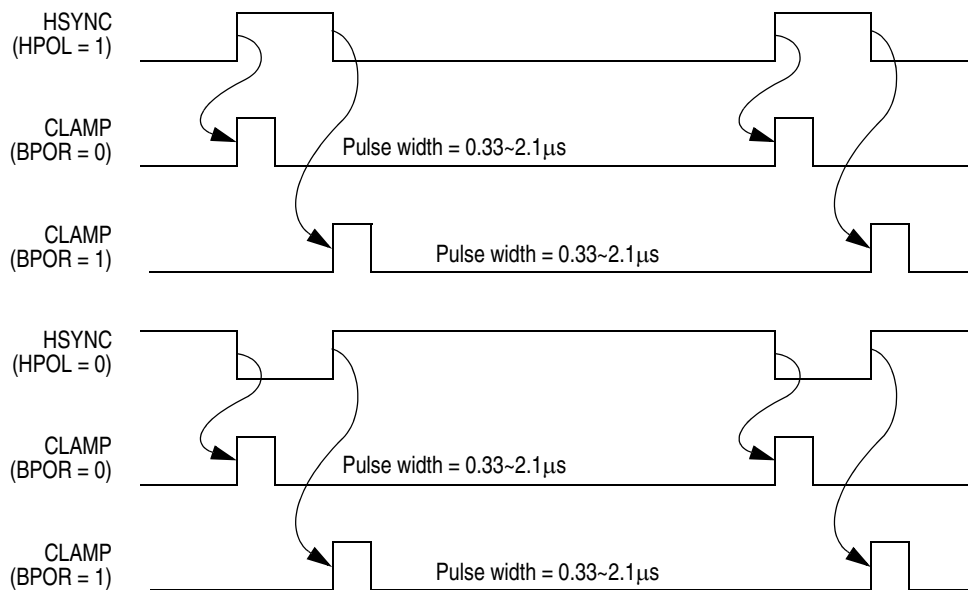 HSYNC
(HPOL = 1)
CLAMP
(BPOR = 0)
Pulse width = 0.33~2.1µs
CLAMP
(BPOR = 1)
Pulse width = 0.33~2.1µs
HSYNC
(HPOL = 0)
CLAMP
(BPOR = 0)
Pulse width = 0.33~2.1µs
CLAMP
(BPOR = 1)
Pulse width = 0.33~2.1µs